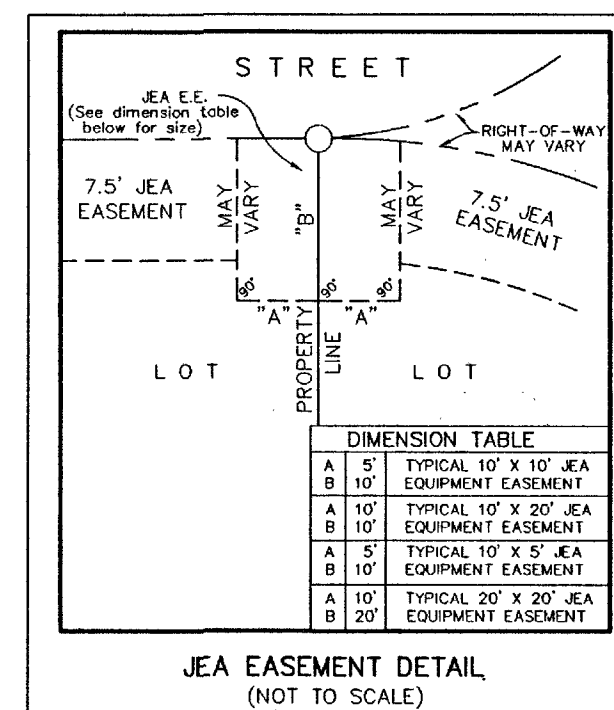 STREET
JEA E.E.
(See dimension table
below for size)
RIGHT-OF-WAY
MAY VARY
7.5' JEA
EASEMENT
MAY
VARY
"B"
MAY
VARY
7.5' JEA
EASEMENT
90°
90°
90°
"A"
"A"
PROPERTY
LINE
LOT
LOT
DIMENSION TABLE
A 5' TYPICAL 10' X 10' JEA
B 10' EQUIPMENT EASEMENT
A 10' TYPICAL 10' X 20' JEA
B 10' EQUIPMENT EASEMENT
A 5' TYPICAL 10' X 5' JEA
B 10' EQUIPMENT EASEMENT
A 10' TYPICAL 20' X 20' JEA
B 20' EQUIPMENT EASEMENT
JEA EASEMENT DETAIL
(NOT TO SCALE)